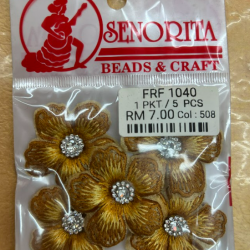 SENORITA
BEADS & CRAFT
FRF 1040
1 PKT / 5 PCS
RM 7.00 Col : 508